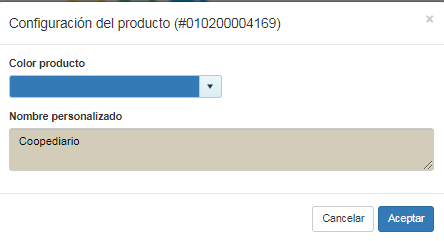 Configuración del producto (#010200004169)
×
Color producto
Nombre personalizado
Coopediario
Cancelar
Aceptar